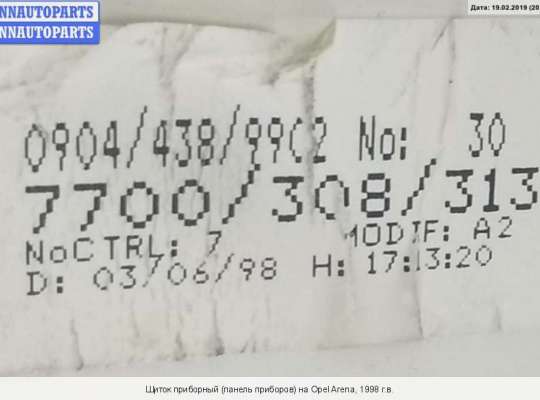 NNAUTOPARTS
NNAUTOPARTS
Дата: 19.02.2019 (20
0904/438/99C2 No: 30
7700/308/313
NoCTRL: 7 MODIF: A2
D: 03/06/98 H: 17:13:20
Щиток приборный (панель приборов) на Opel Arena, 1998 г.в.